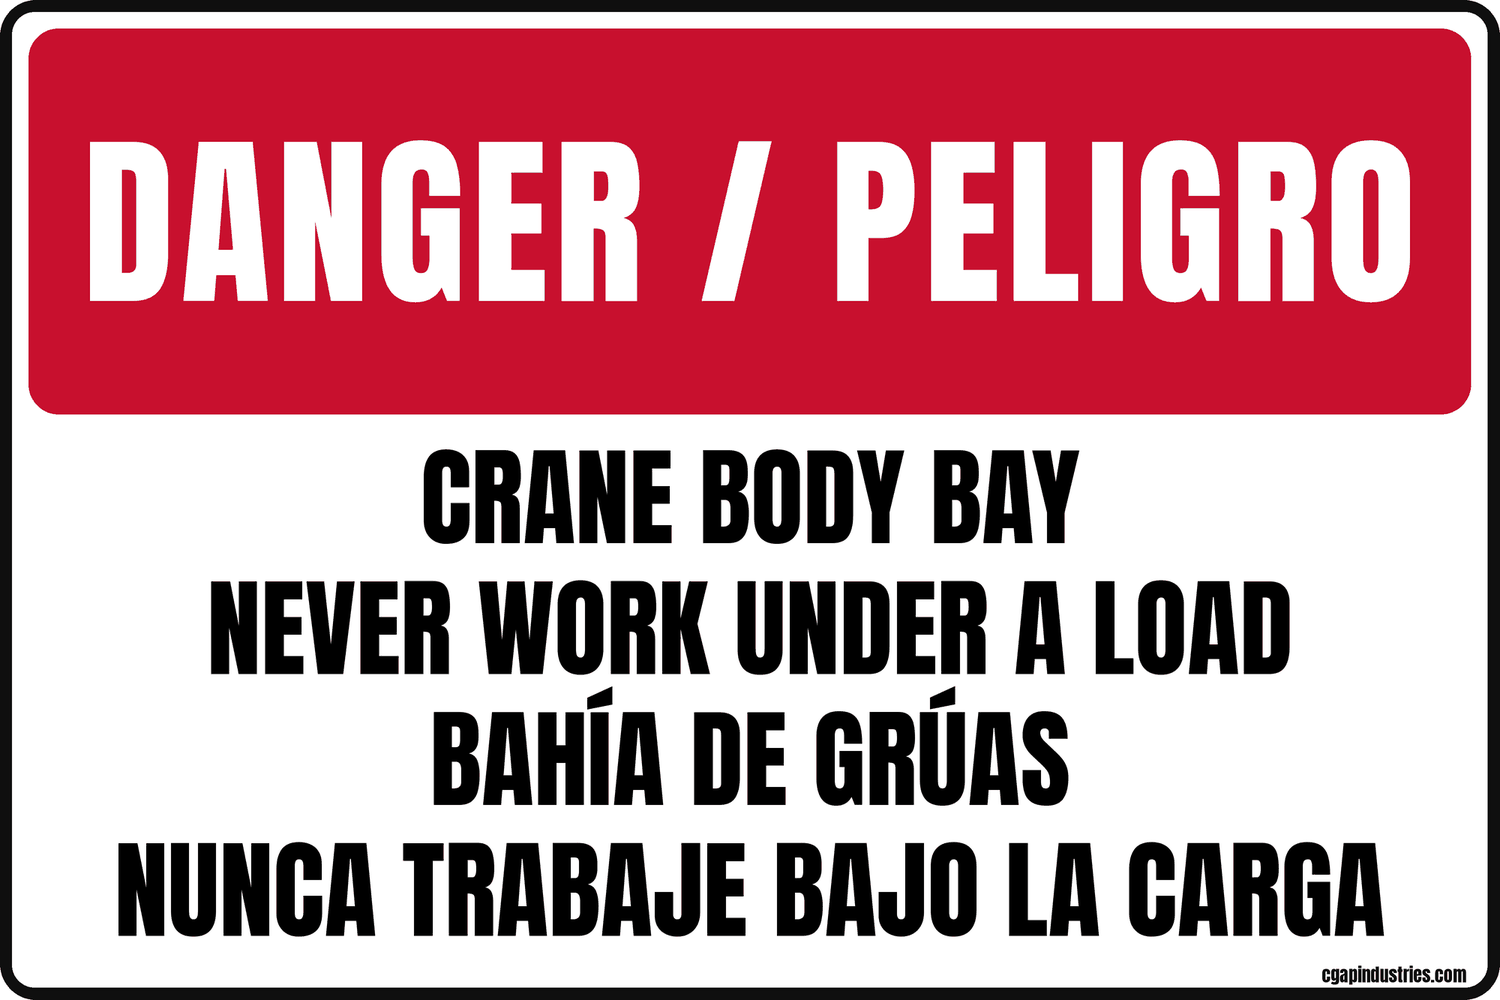 DANGER / PELIGRO
CRANE BODY BAY
NEVER WORK UNDER A LOAD
BAHÍA DE GRÚAS
NUNCA TRABAJE BAJO LA CARGA
cgapindustries.com